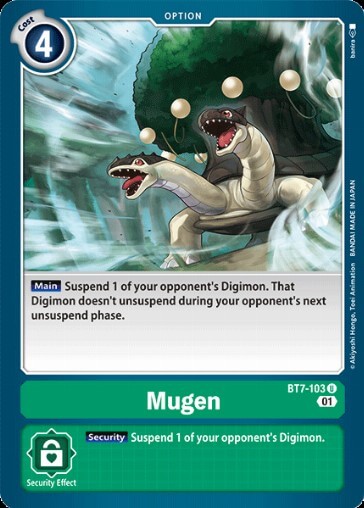 Cost
4
OPTION
banira
Main Suspend 1 of your opponent's Digimon. That
Digimon doesn't unsuspend during your opponent's next
unsuspend phase.
©Akiyoshi Hongo, Toei Animation BANDAI MADE IN JAPAN
BT7-103 U
01
Mugen
Security Suspend 1 of your opponent's Digimon.
Security Effect